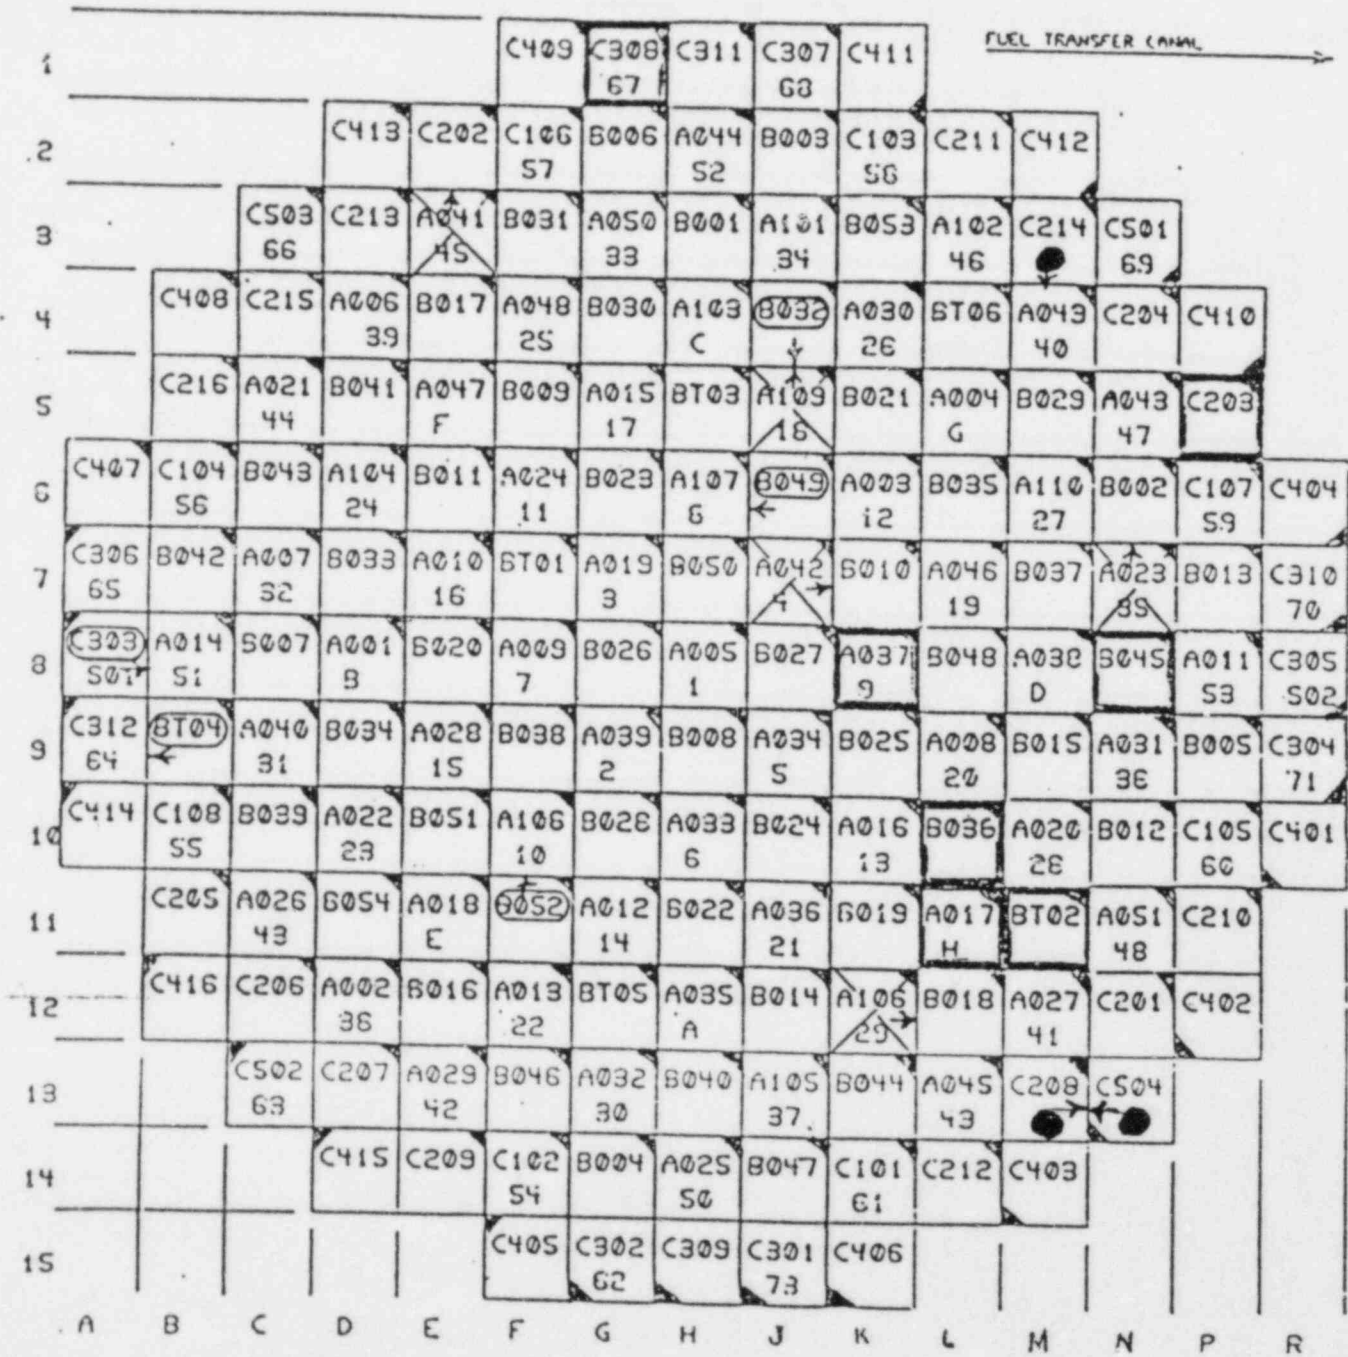 FUEL TRANSFER CANAL
1 C409 C308 C311 C307 C411
67 68
2 C413 C202 C106 B006 A044 B003 C103 C211 C412
57 52 58
3 C503 C213 A041 B031 A050 B001 A101 B053 A102 C214 C501
66 45 33 34 46 69
4 C408 C215 A006 B017 A048 B030 A103 B032 A030 BT06 A043 C204 C410
39 25 C 26 40
5 C216 A021 B041 A047 B009 A015 BT03 A109 B021 A004 B029 C203
44 F 17 18 G 47
6 C407 C104 B043 A104 B011 A024 B023 A107 B049 A003 B035 A110 B002 C107 C404
56 24 11 12 27 59
7 C306 B042 A007 B033 A010 BT01 A019 B050 A042 B010 A046 B037 A023 B013 C310
65 32 16 3 4 19 70
8 C303 A014 B007 A001 B020 A009 B026 A005 B027 A037 B048 A038 B045 A011 C305
S01 51 B 7 1 9 D 53 S02
9 C312 BT04 A040 B034 A028 B038 A039 B008 A034 B025 A008 B015 A031 B005 C304
64 31 15 2 5 20 71
10 C414 C108 B039 A022 B051 A106 B028 A033 B024 A016 B036 A020 B012 C105 C401
55 23 10 6 13 28 60
11 C205 A026 B054 A018 B052 A012 B022 A036 B019 A017 BT02 A051 C210
43 E 14 21 H 48
12 C416 C206 A002 B016 A013 BT05 A035 B014 A106 B018 A027 C201 C402
38 22 A 29 41
13 C502 C207 A029 B046 A032 B040 A105 B044 A045 C208 C504
63 42 30 37 43
14 C415 C209 C102 B004 A025 B047 C101 C212 C403
54 50 61
15 C405 C302 C309 C301 C406
62 73
A B C D E F G H J K L M N P R